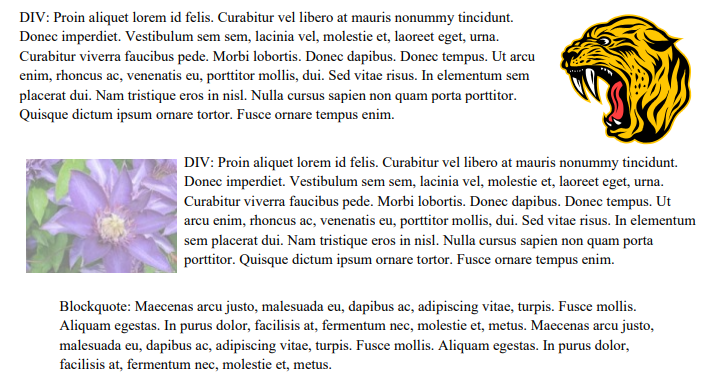 DIV: Proin aliquet lorem id felis. Curabitur vel libero at mauris nonummy tincidunt.
Donec imperdiet. Vestibulum sem sem, lacinia vel, molestie et, laoreet eget, urna.
Curabitur viverra faucibus pede. Morbi lobortis. Donec dapibus. Donec tempus. Ut arcu
enim, rhoncus ac, venenatis eu, porttitor mollis, dui. Sed vitae risus. In elementum sem
placerat dui. Nam tristique eros in nisl. Nulla cursus sapien non quam porta porttitor.
Quisque dictum ipsum ornare tortor. Fusce ornare tempus enim.
DIV: Proin aliquet lorem id felis. Curabitur vel libero at mauris nonummy tincidunt.
Donec imperdiet. Vestibulum sem sem, lacinia vel, molestie et, laoreet eget, urna.
Curabitur viverra faucibus pede. Morbi lobortis. Donec dapibus. Donec tempus. Ut
arcu enim, rhoncus ac, venenatis eu, porttitor mollis, dui. Sed vitae risus. In elementum
sem placerat dui. Nam tristique eros in nisl. Nulla cursus sapien non quam porta
porttitor. Quisque dictum ipsum ornare tortor. Fusce ornare tempus enim.
Blockquote: Maecenas arcu justo, malesuada eu, dapibus ac, adipiscing vitae, turpis. Fusce mollis.
Aliquam egestas. In purus dolor, facilisis at, fermentum nec, molestie et, metus. Maecenas arcu justo,
malesuada eu, dapibus ac, adipiscing vitae, turpis. Fusce mollis. Aliquam egestas. In purus dolor,
facilisis at, fermentum nec, molestie et, metus.